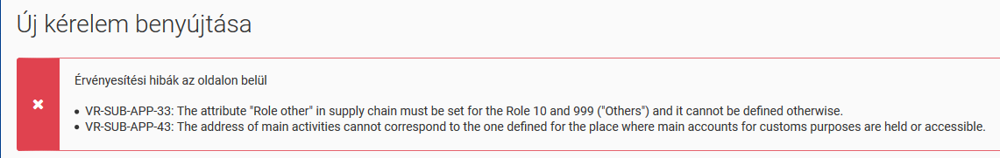 Új kérelem benyújtása
Érvényesítési hibák az oldalon belül
• VR-SUB-APP-33: The attribute "Role other" in supply chain must be set for the Role 10 and 999 ("Others") and it cannot be defined otherwise.
• VR-SUB-APP-43: The address of main activities cannot correspond to the one defined for the place where main accounts for customs purposes are held or accessible.